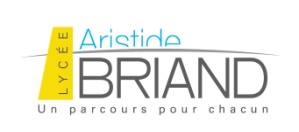 LYCÉE
Aristide
BRIAND
Un parcours pour chacun